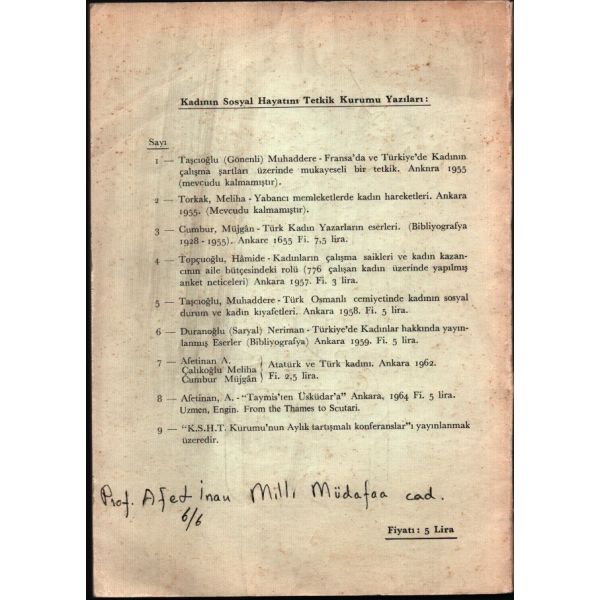 Kadının Sosyal Hayatını Tetkik Kurumu Yazıları:
Sayı
1 — Taşcıoğlu (Gönenli) Muhaddere - Fransa'da ve Türkiye'de Kadının
çalışma şartları üzerinde mukayeseli bir tetkik. Anknra 1955
(mevcudu kalmamıştır).
2 — Torkak, Meliha - Yabancı memleketlerde kadın hareketleri. Ankara
1955. (Mevcudu kalmamıştır).
3 — Cumbur, Müjgân - Türk Kadın Yazarların eserleri. (Bibliyografya
1928 - 1955). Ankare 1655 Fi. 7,5 lira.
4 — Topçuoğlu, Hâmide - Kadınların çalışma saikleri ve kadın kazan-
cının aile bütçesindeki rolü (776 çalışan kadın üzerinde yapılmış
anket neticeleri) Ankara 1957. Fi. 3 lira.
5 — Taşcıoğlu, Muhaddere - Türk Osmanlı cemiyetinde kadının sosyal
durum ve kadın kıyafetleri. Ankara 1958. Fi. 5 lira.
6 — Duranoğlu (Saryal) Neriman - Türkiye'de Kadınlar hakkında yayın-
lanmış Eserler (Bibliyografya) Ankara 1959. Fi. 5 lira.
7 — Afetinan A.
Çalıkoğlu Meliha } Atatürk ve Türk kadını. Ankara 1962.
Cumbur Müjgân } Fi. 2,5 lira.
8 — Afetinan, A. - "Taymis'ten Üsküdar'a" Ankara, 1964 Fi. 5 lira.
Uzmen, Engin. From the Thames to Scutari.
9 — "K.S.H.T. Kurumu'nun Aylık tartışmalı konferanslar"ı yayınlanmak
üzeredir.
Prof. Afet İnan Milli Müdafaa cad.
6/6
Fiyatı: 5 Lira